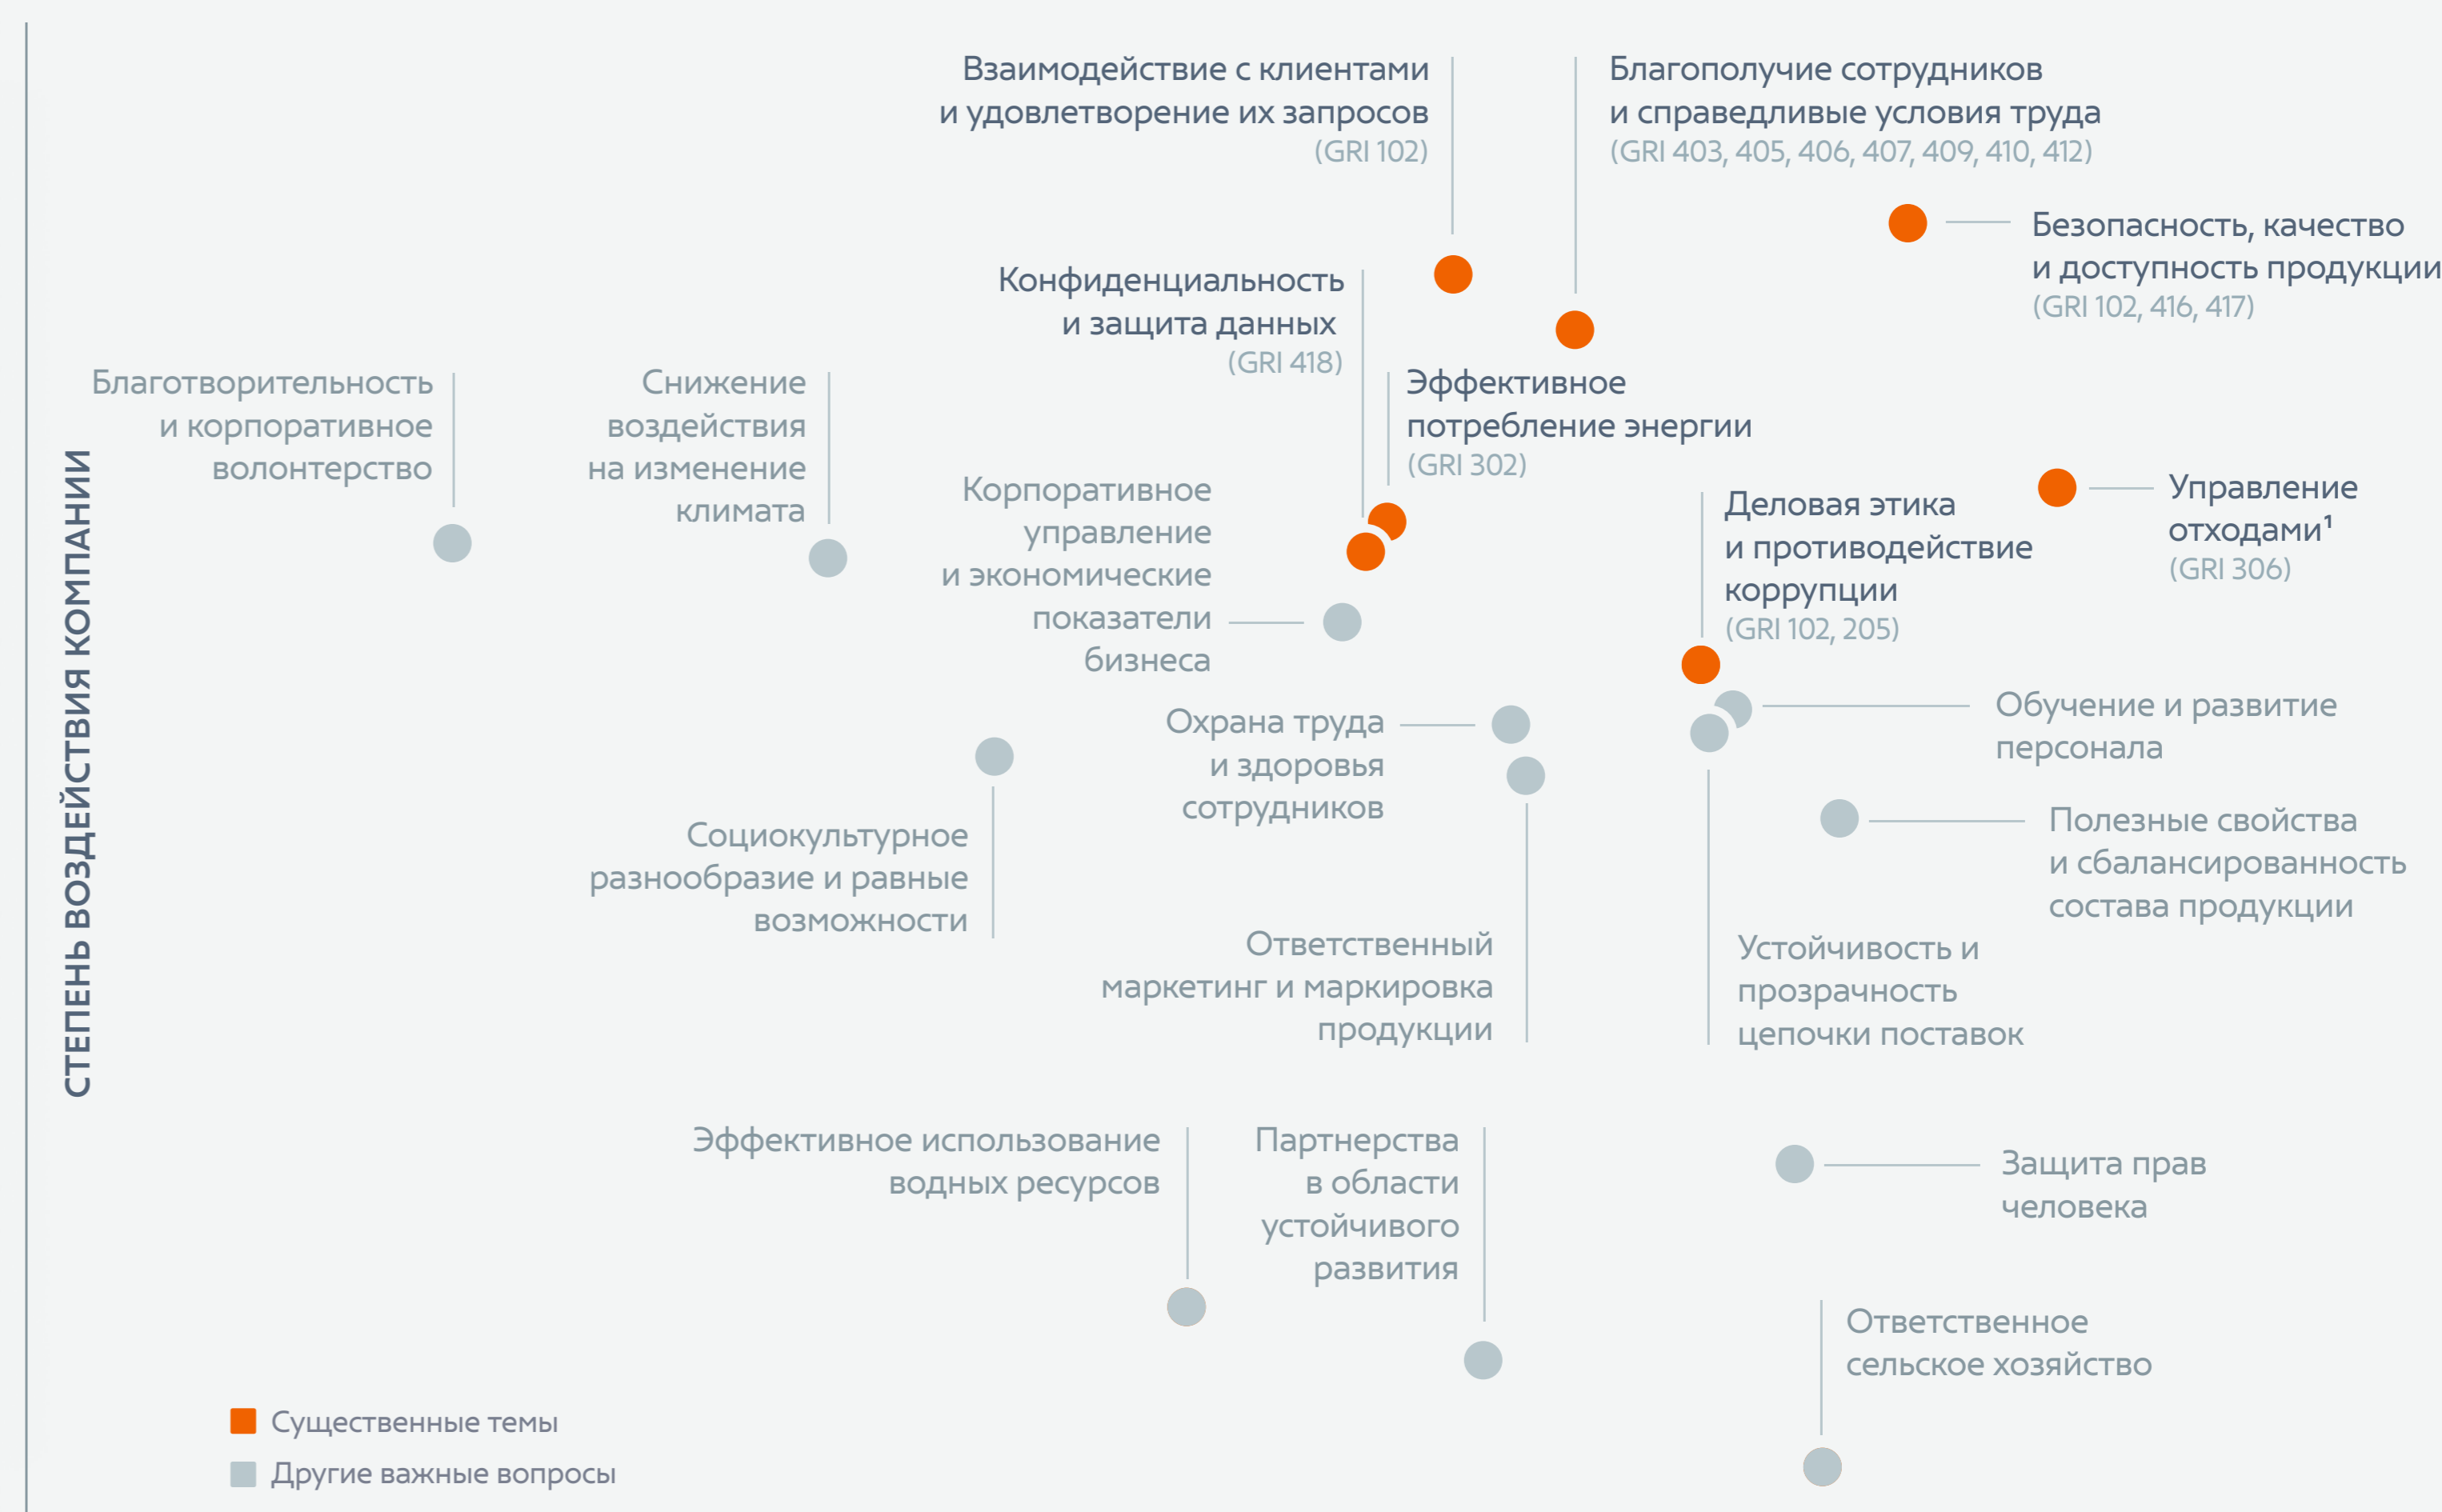 СТЕПЕНЬ ВОЗДЕЙСТВИЯ КОМПАНИИ
Взаимодействие с клиентами
и удовлетворение их запросов
(GRI 102)
Благополучие сотрудников
и справедливые условия труда
(GRI 403, 405, 406, 407, 409, 410, 412)
Безопасность, качество
и доступность продукции
(GRI 102, 416, 417)
Конфиденциальность
и защита данных
(GRI 418)
Благотворительность
и корпоративное
волонтерство
Снижение
воздействия
на изменение
климата
Эффективное
потребление энергии
(GRI 302)
Корпоративное
управление
и экономические
показатели
бизнеса
Деловая этика
и противодействие
коррупции
(GRI 102, 205)
Управление
отходами¹
(GRI 306)
Охрана труда
и здоровья
сотрудников
Обучение и развитие
персонала
Социокультурное
разнообразие и равные
возможности
Полезные свойства
и сбалансированность
состава продукции
Ответственный
маркетинг и маркировка
продукции
Устойчивость и
прозрачность
цепочки поставок
Эффективное использование
водных ресурсов
Партнерства
в области
устойчивого
развития
Защита прав
человека
Ответственное
сельское хозяйство
Существенные темы
Другие важные вопросы